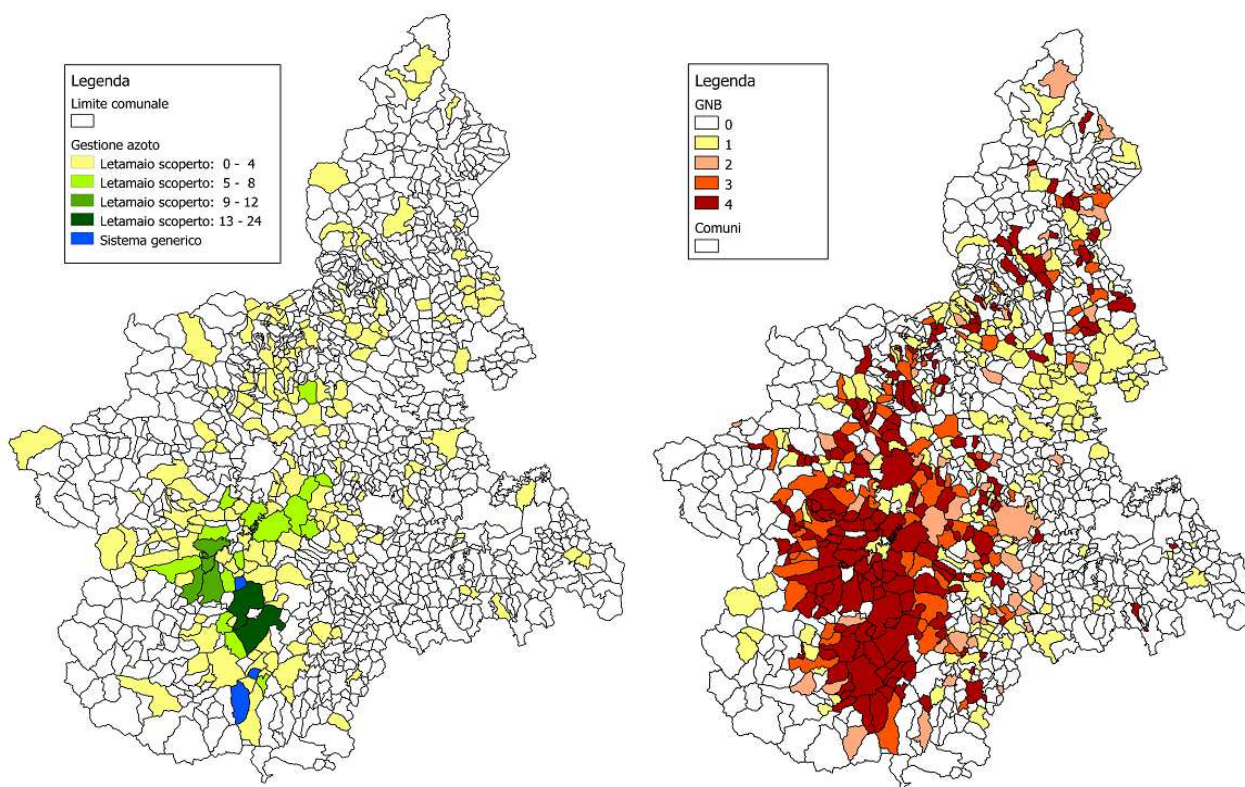 Legenda
Limite comunale
Gestione azoto
Letamaio scoperto: 0 - 4
Letamaio scoperto: 5 - 8
Letamaio scoperto: 9 - 12
Letamaio scoperto: 13 - 24
Sistema generico
Legenda
GNB
0
1
2
3
4
Comuni